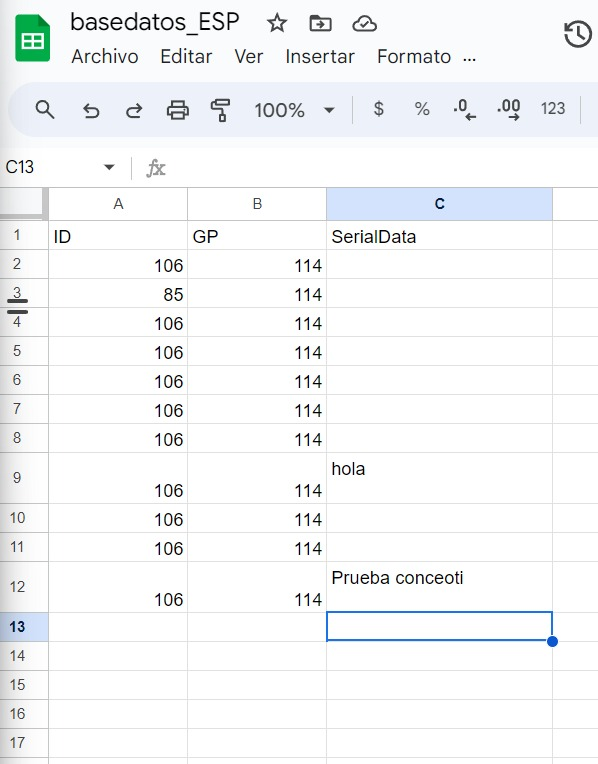 basedatos_ESP
Archivo Editar Ver Insertar Formato ...
100% $ % .0 .00 123
C13 fx
A B C
1 ID GP SerialData
2 106 114
3 85 114
4 106 114
5 106 114
6 106 114
7 106 114
8 106 114
9 106 114 hola
10 106 114
11 106 114
12 106 114 Prueba conceoti
13
14
15
16
17